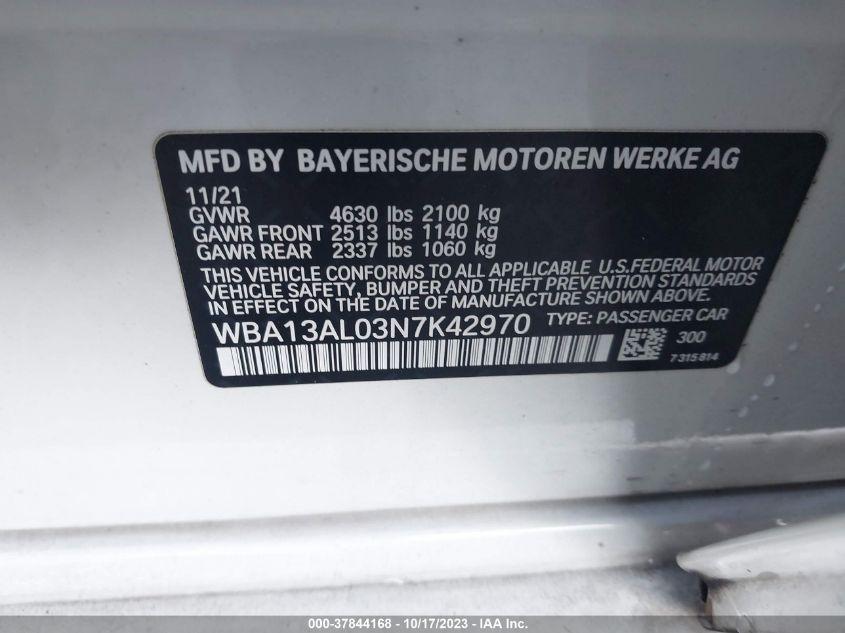 MFD BY BAYERISCHE MOTOREN WERKE AG
11/21
GVWR 4630 lbs 2100 kg
GAWR FRONT 2513 lbs 1140 kg
GAWR REAR 2337 lbs 1060 kg
THIS VEHICLE CONFORMS TO ALL APPLICABLE U.S.FEDERAL MOTOR
VEHICLE SAFETY, BUMPER AND THEFT PREVENTION STANDARDS
IN EFFECT ON THE DATE OF MANUFACTURE SHOWN ABOVE.
WBA13AL03N7K42970 TYPE: PASSENGER CAR
300
7315814
000-37844168 - 10/17/2023 - IAA Inc.